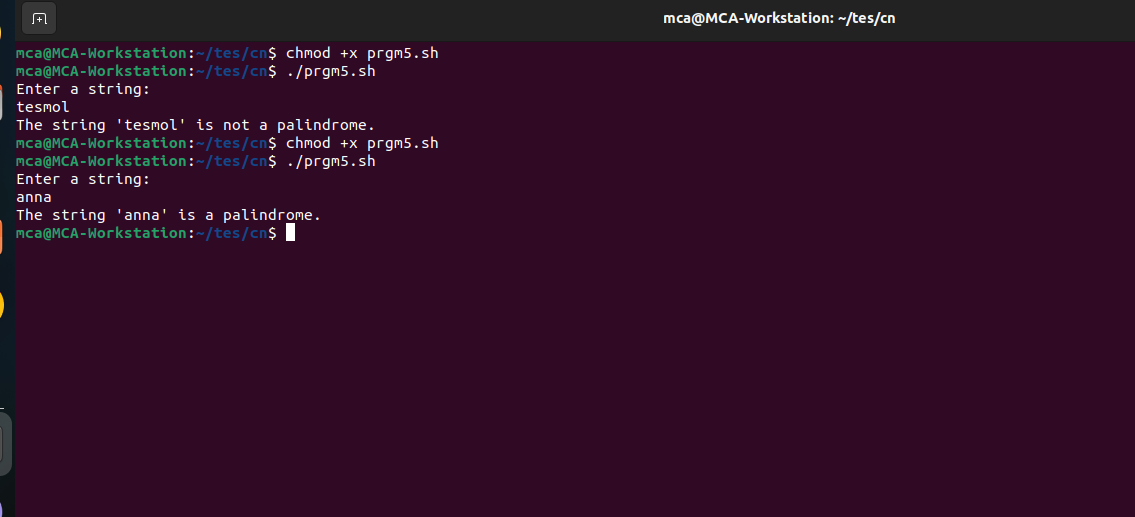 mca@MCA-Workstation: ~/tes/cn
mca@MCA-Workstation:~/tes/cn$ chmod +x prgm5.sh
mca@MCA-Workstation:~/tes/cn$ ./prgm5.sh
Enter a string:
tesmol
The string 'tesmol' is not a palindrome.
mca@MCA-Workstation:~/tes/cn$ chmod +x prgm5.sh
mca@MCA-Workstation:~/tes/cn$ ./prgm5.sh
Enter a string:
anna
The string 'anna' is a palindrome.
mca@MCA-Workstation:~/tes/cn$